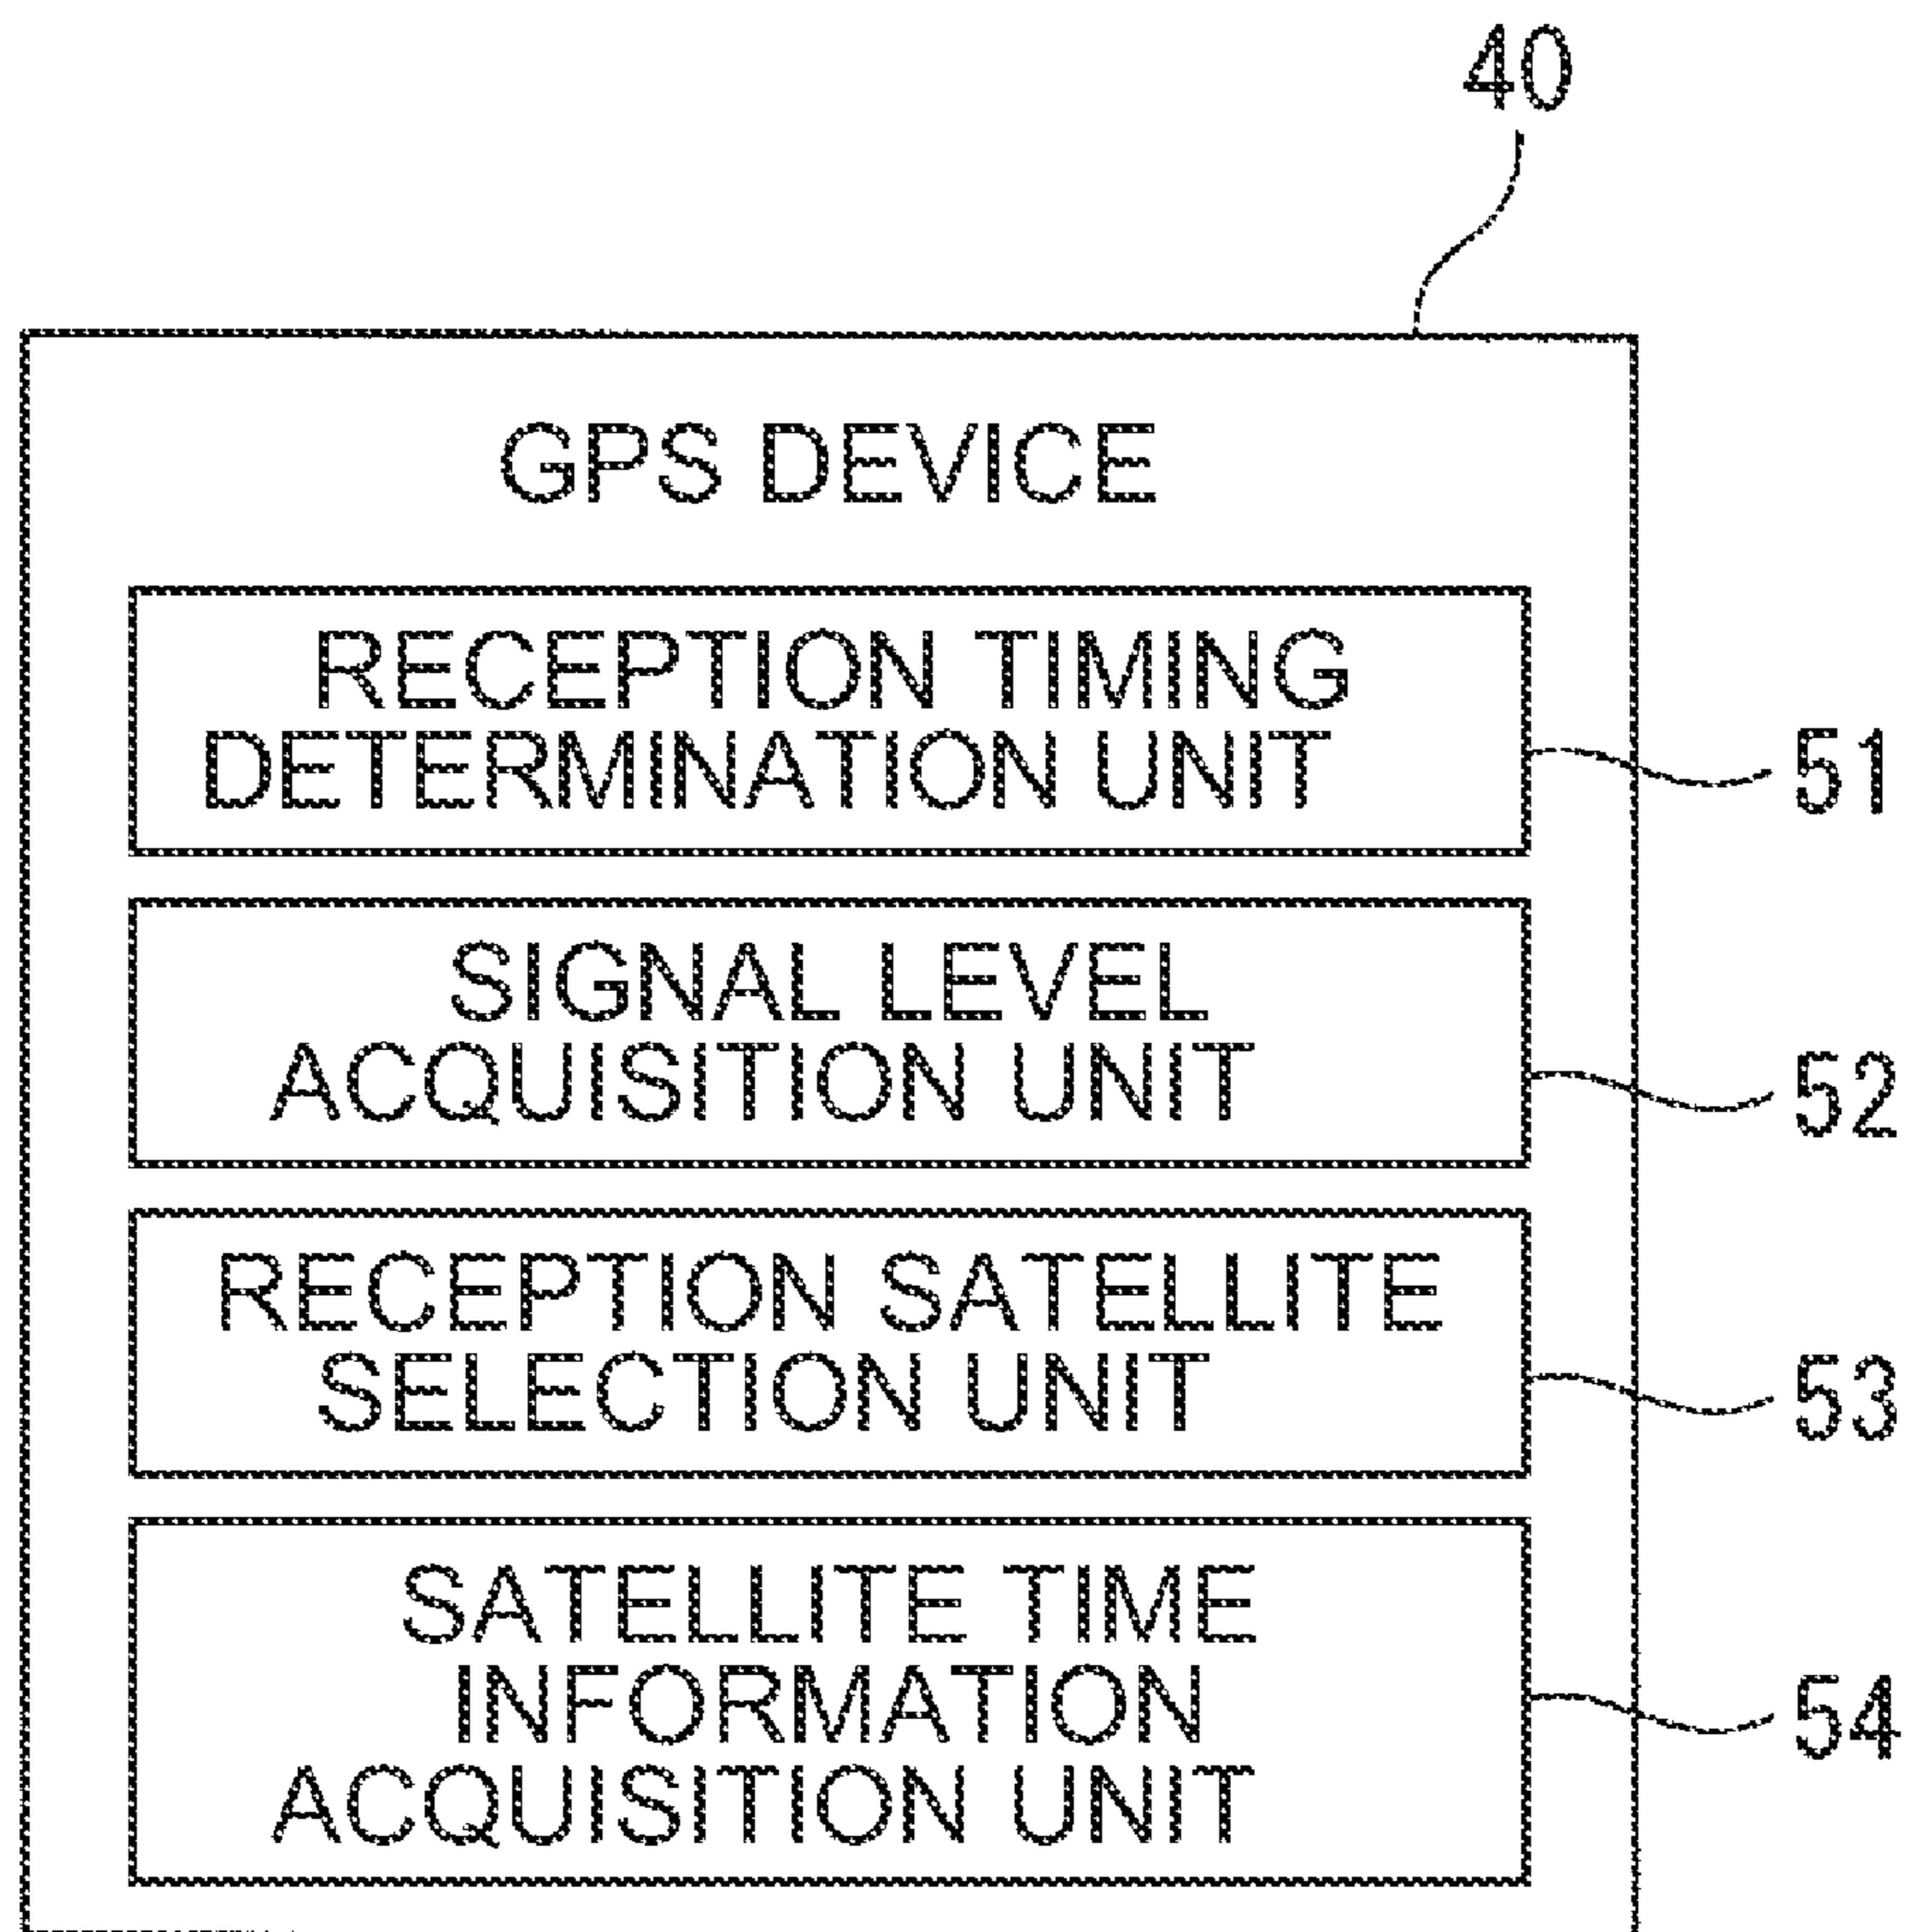 40
GPS DEVICE
RECEPTION TIMING
DETERMINATION UNIT
51
SIGNAL LEVEL
ACQUISITION UNIT
52
RECEPTION SATELLITE
SELECTION UNIT
53
SATELLITE TIME
INFORMATION
ACQUISITION UNIT
54